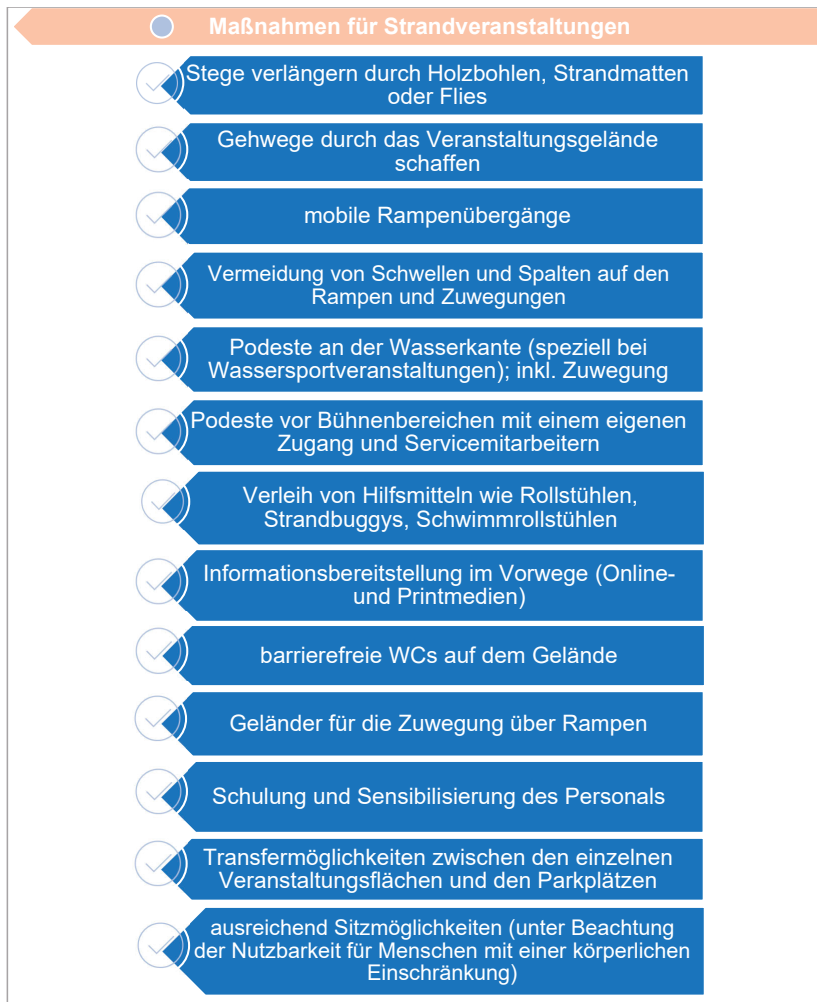 Maßnahmen für Strandveranstaltungen
Stege verlängern durch Holzbohlen, Strandmatten
oder Flies
Gehwege durch das Veranstaltungsgelände
schaffen
mobile Rampenübergänge
Vermeidung von Schwellen und Spalten auf den
Rampen und Zuwegungen
Podeste an der Wasserkante (speziell bei
Wassersportveranstaltungen); inkl. Zuwegung
Podeste vor Bühnenbereichen mit einem eigenen
Zugang und Servicemitarbeitern
Verleih von Hilfsmitteln wie Rollstühlen,
Strandbuggys, Schwimmrollstühlen
Informationsbereitstellung im Vorwege (Online-
und Printmedien)
barrierefreie WCs auf dem Gelände
Geländer für die Zuwegung über Rampen
Schulung und Sensibilisierung des Personals
Transfermöglichkeiten zwischen den einzelnen
Veranstaltungsflächen und den Parkplätzen
ausreichend Sitzmöglichkeiten (unter Beachtung
der Nutzbarkeit für Menschen mit einer körperlichen
Einschränkung)